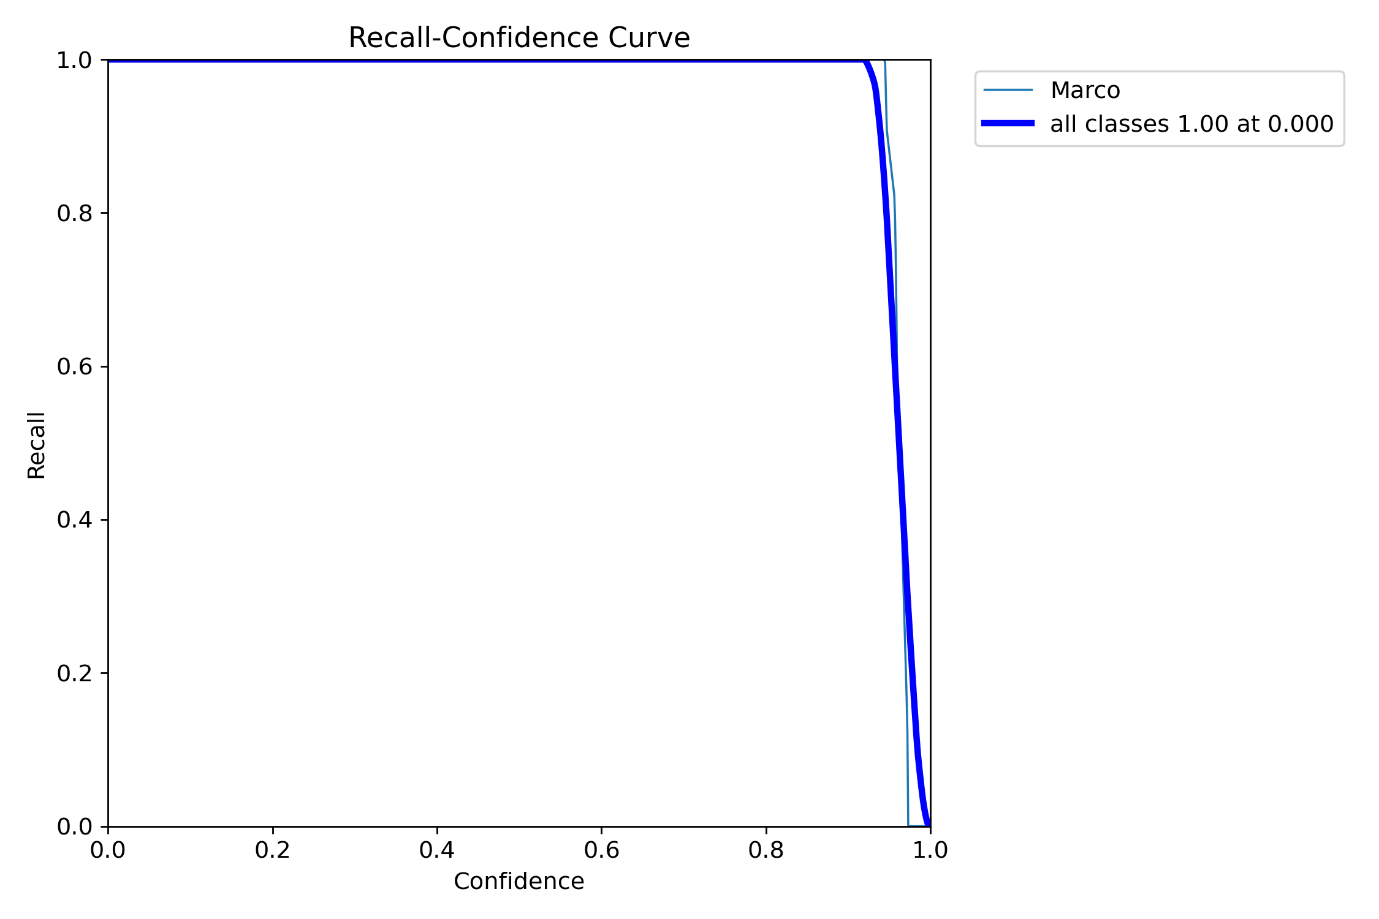 Recall-Confidence Curve
1.0
0.8
0.6
0.4
0.2
0.0
Recall
0.0 0.2 0.4 0.6 0.8 1.0
Confidence
Marco
all classes 1.00 at 0.000